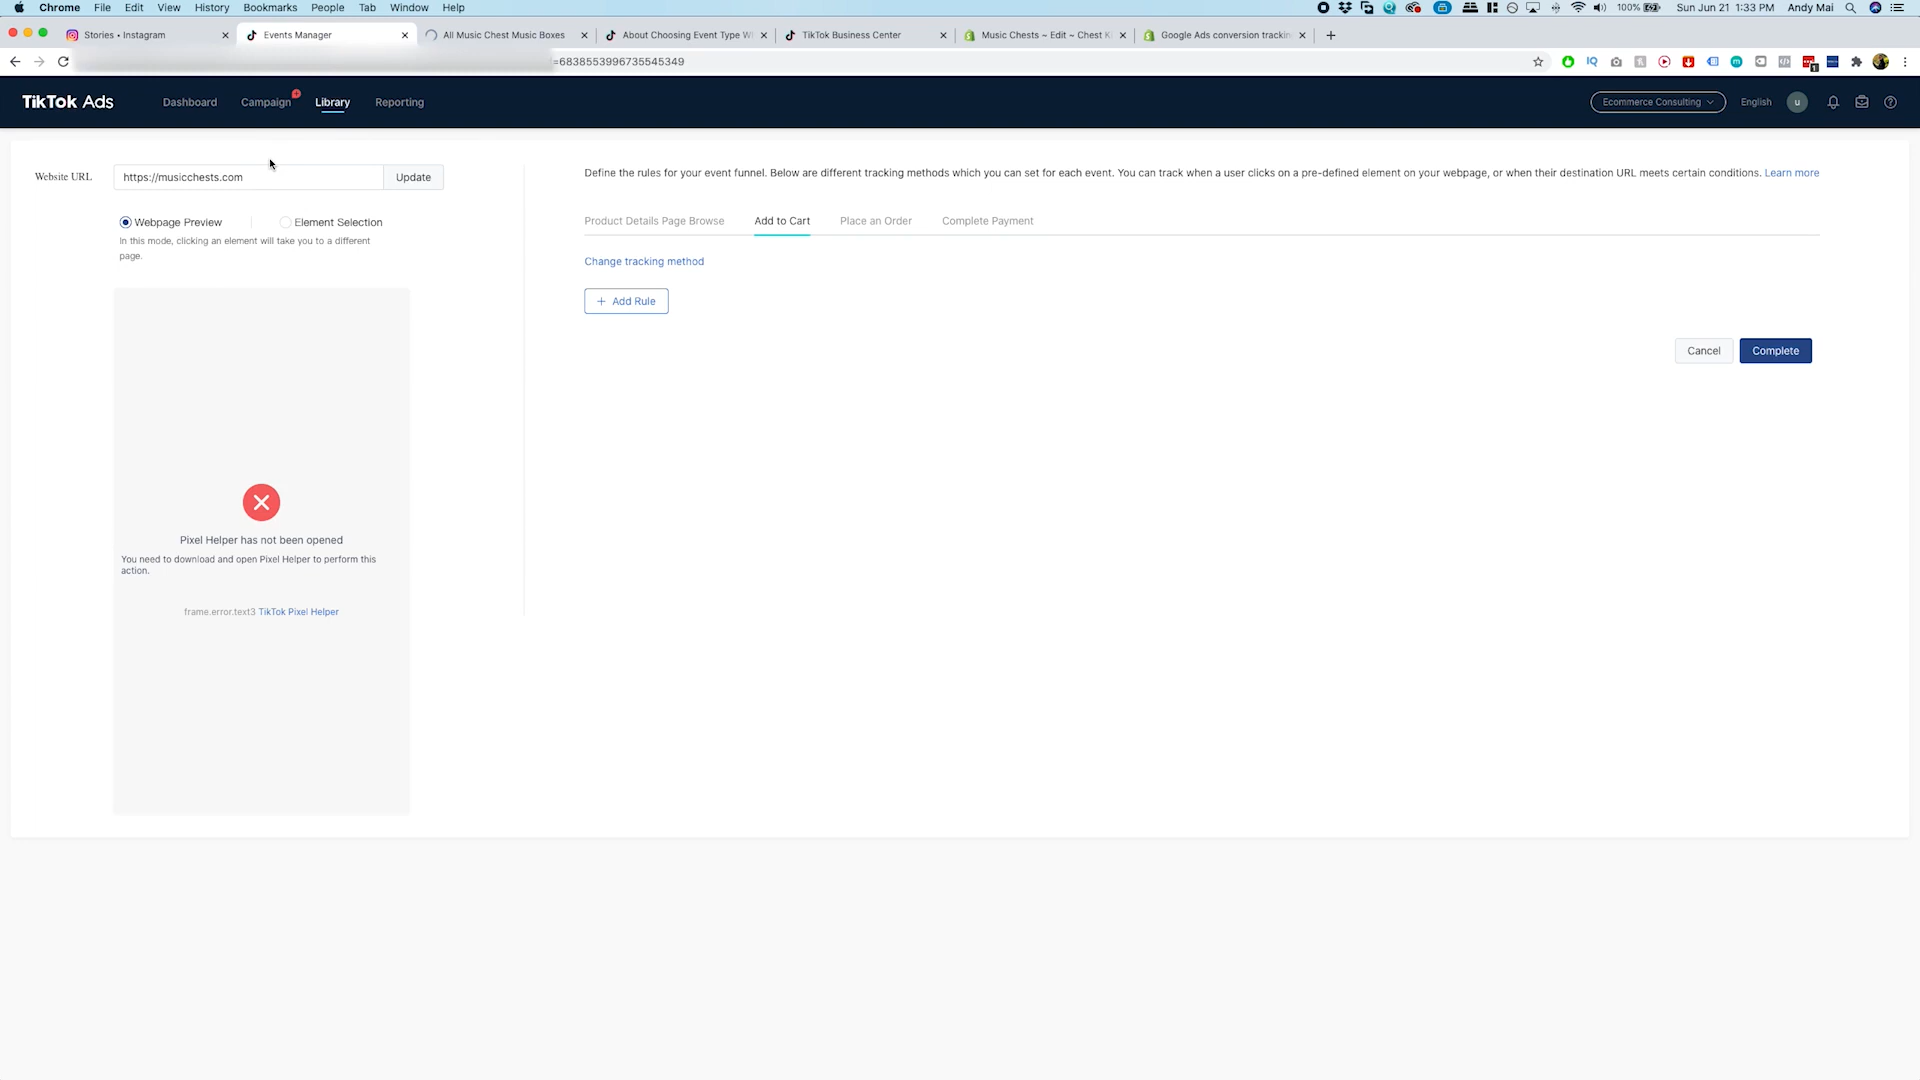 Chrome File Edit View History Bookmarks People Tab Window Help 100% Sun Jun 21 1:33 PM Andy Mai
Stories • Instagram
Events Manager
All Music Chest Music Boxes
About Choosing Event Type W
TikTok Business Center
Music Chests ~ Edit ~ Chest K
Google Ads conversion trackin
=6838553996735545349
IQ
1
TikTok Ads Dashboard Campaign Library Reporting Ecommerce Consulting English u
Website URL https://musicchests.com Update
Webpage Preview Element Selection
In this mode, clicking an element will take you to a different
page.
Pixel Helper has not been opened
You need to download and open Pixel Helper to perform this
action.
frame.error.text3 TikTok Pixel Helper
Define the rules for your event funnel. Below are different tracking methods which you can set for each event. You can track when a user clicks on a pre-defined element on your webpage, or when their destination URL meets certain conditions. Learn more
Product Details Page Browse Add to Cart Place an Order Complete Payment
Change tracking method
+ Add Rule
Cancel Complete